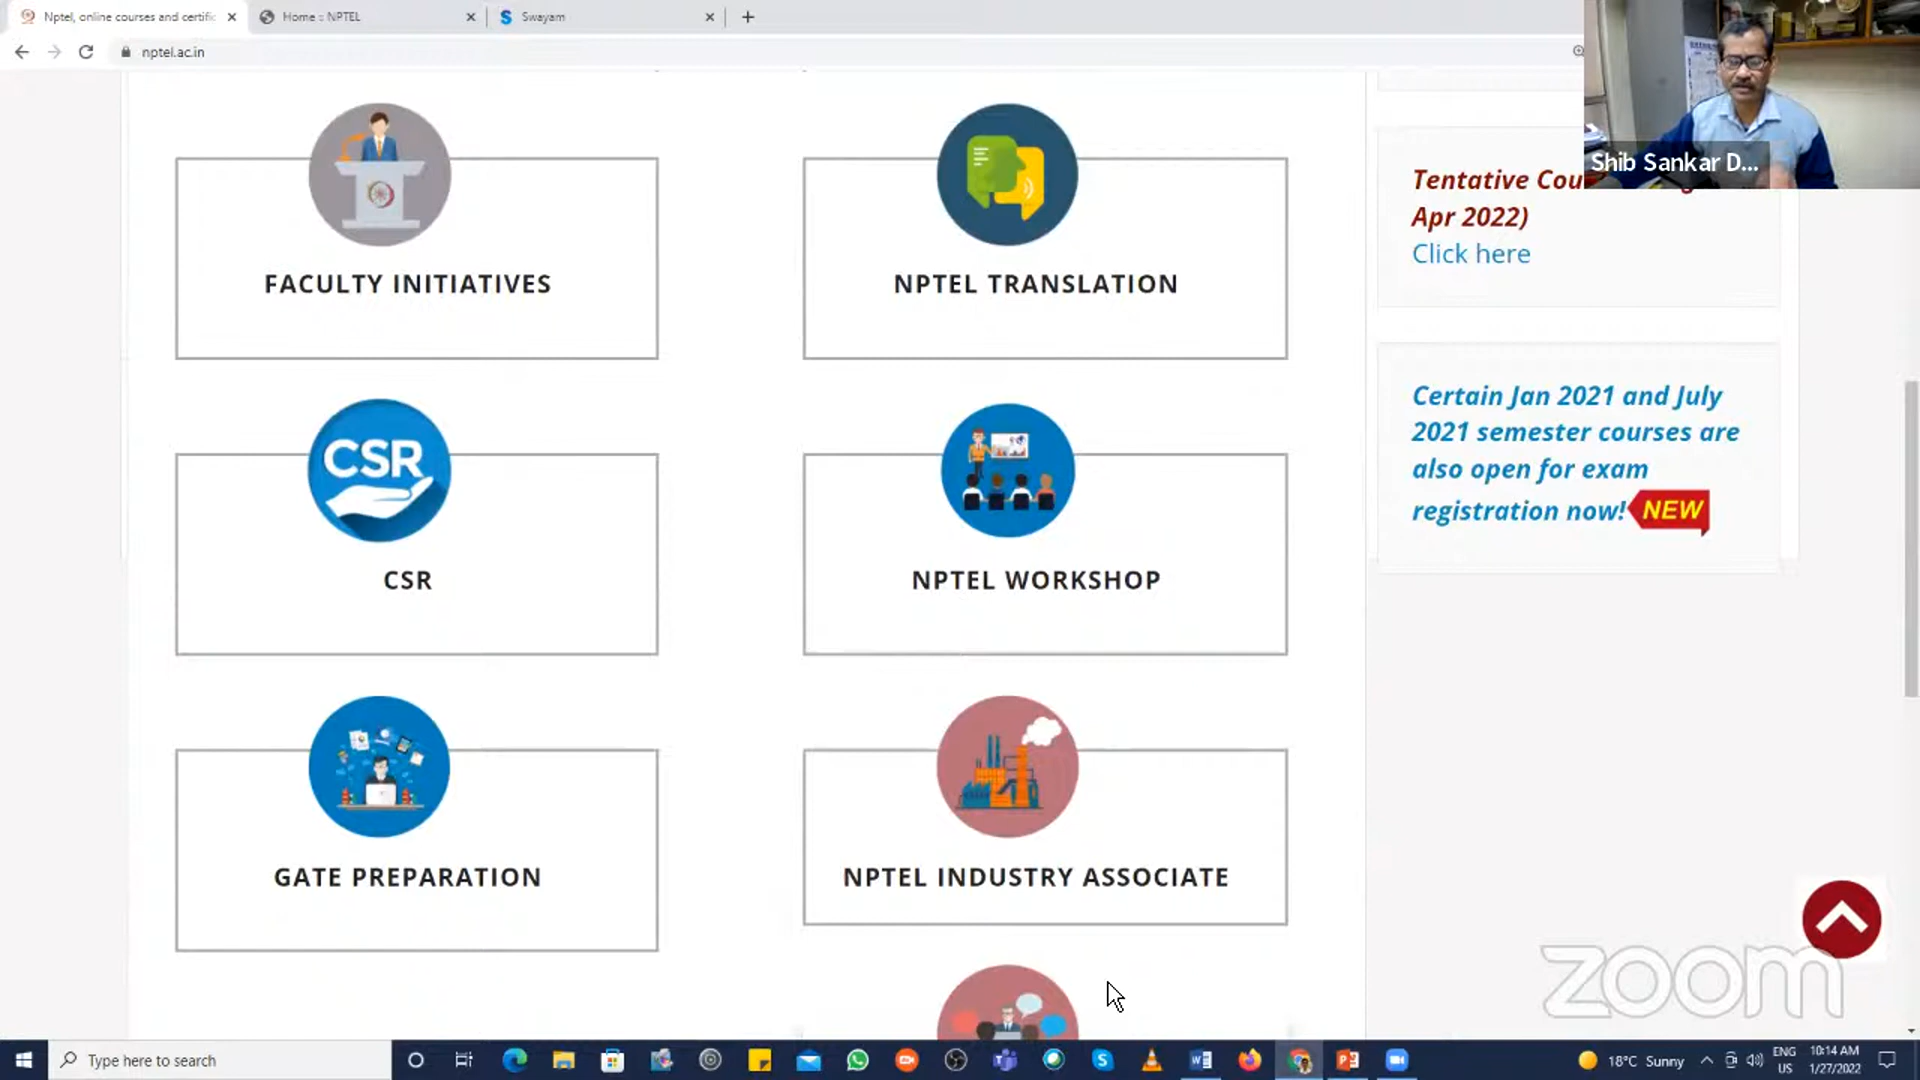 Nptel, online courses and certific
Home :: NPTEL
Swayam
nptel.ac.in
Shib Sankar D...
FACULTY INITIATIVES
NPTEL TRANSLATION
Tentative Cou
Apr 2022)
Click here
CSR
CSR
NPTEL WORKSHOP
Certain Jan 2021 and July
2021 semester courses are
also open for exam
registration now! NEW
GATE PREPARATION
NPTEL INDUSTRY ASSOCIATE
zoom
Type here to search
18°C Sunny
ENG
US
10:14 AM
1/27/2022